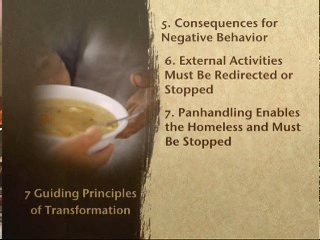 5. Consequences for
Negative Behavior
6. External Activities
Must Be Redirected or
Stopped
7. Panhandling Enables
the Homeless and Must
Be Stopped
7 Guiding Principles
of Transformation